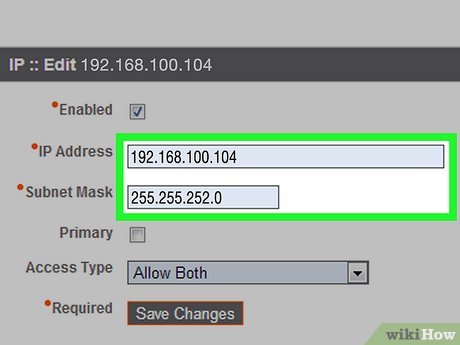 IP :: Edit 192.168.100.104
*Enabled
*IP Address 192.168.100.104
*Subnet Mask 255.255.252.0
Primary
Access Type Allow Both
*Required Save Changes
wikiHow